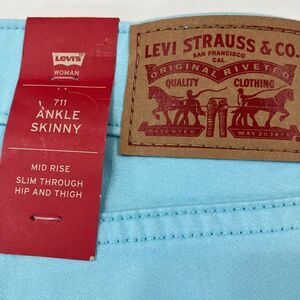 Levi's
WOMAN
711
ANKLE
SKINNY
MID RISE
SLIM THROUGH
HIP AND THIGH
LEVI STRAUSS & CO.
SAN FRANCISCO
CAL.
ORIGINAL RIVETED
QUALITY CLOTHING
PATENTED MAY 20 1873